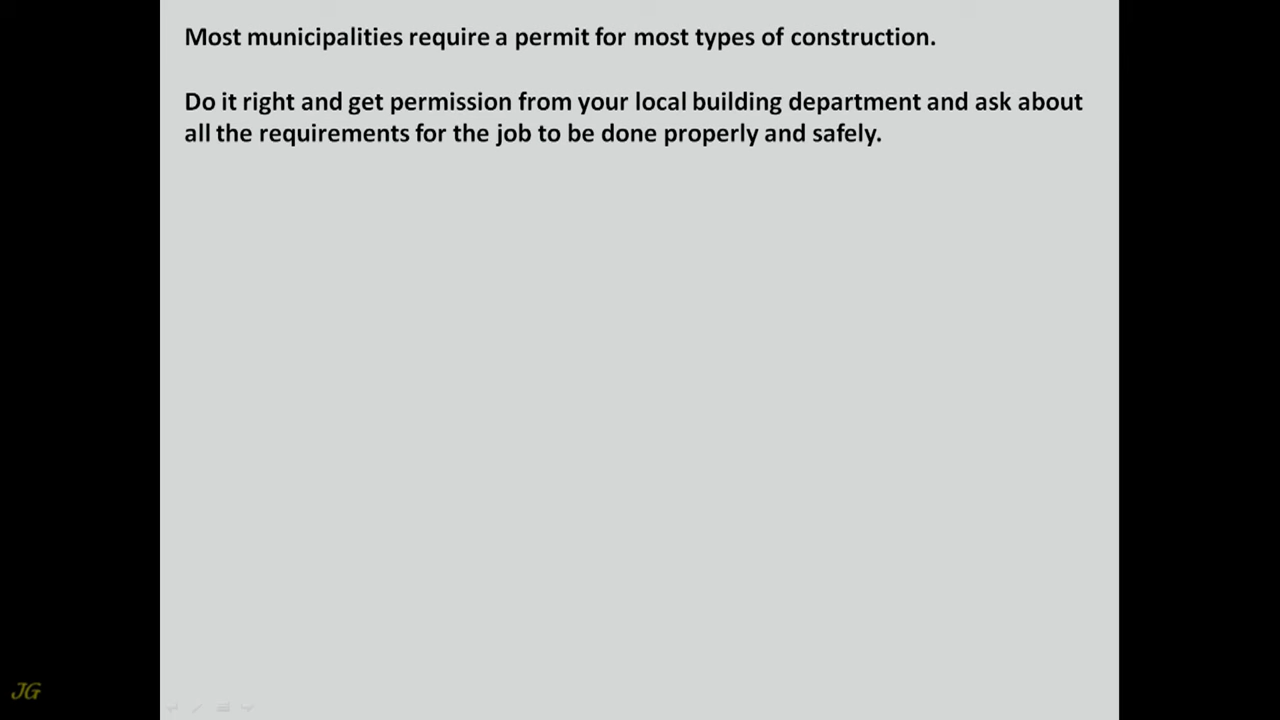 Most municipalities require a permit for most types of construction.
Do it right and get permission from your local building department and ask about
all the requirements for the job to be done properly and safely.
JG